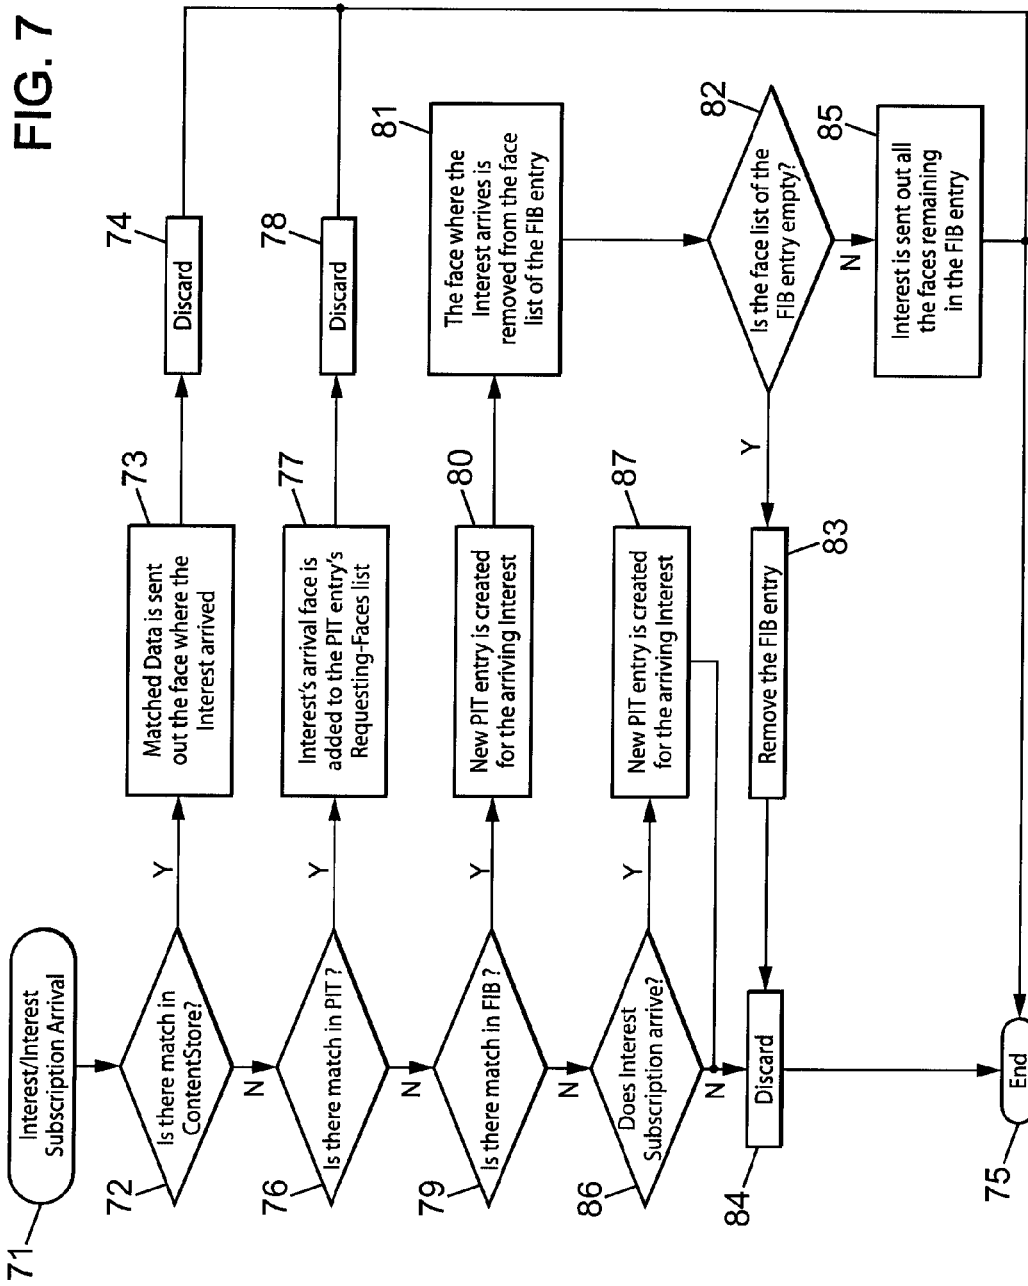 FIG. 7
71
Interest/Interest
Subscription Arrival
72
Is there match in
ContentStore?
Y
N
73
Matched Data is sent
out the face where the
Interest arrived
74
Discard
76
Is there match in PIT ?
Y
N
77
Interest's arrival face is
added to the PIT entry's
Requesting-Faces list
78
Discard
79
Is there match in FIB ?
Y
N
80
New PIT entry is created
for the arriving Interest
81
The face where the
Interest arrives is
removed from the face
list of the FIB entry
82
Is the face list of the
FIB entry empty?
Y
N
83
Remove the FIB entry
85
Interest is sent out all
the faces remaining
in the FIB entry
86
Does Interest
Subscription arrive?
Y
N
87
New PIT entry is created
for the arriving Interest
84
Discard
75
End